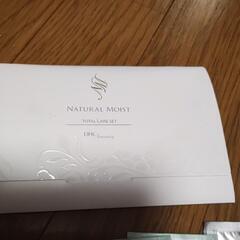 NATURAL MOIST
TOTAL CARE SET
DHC